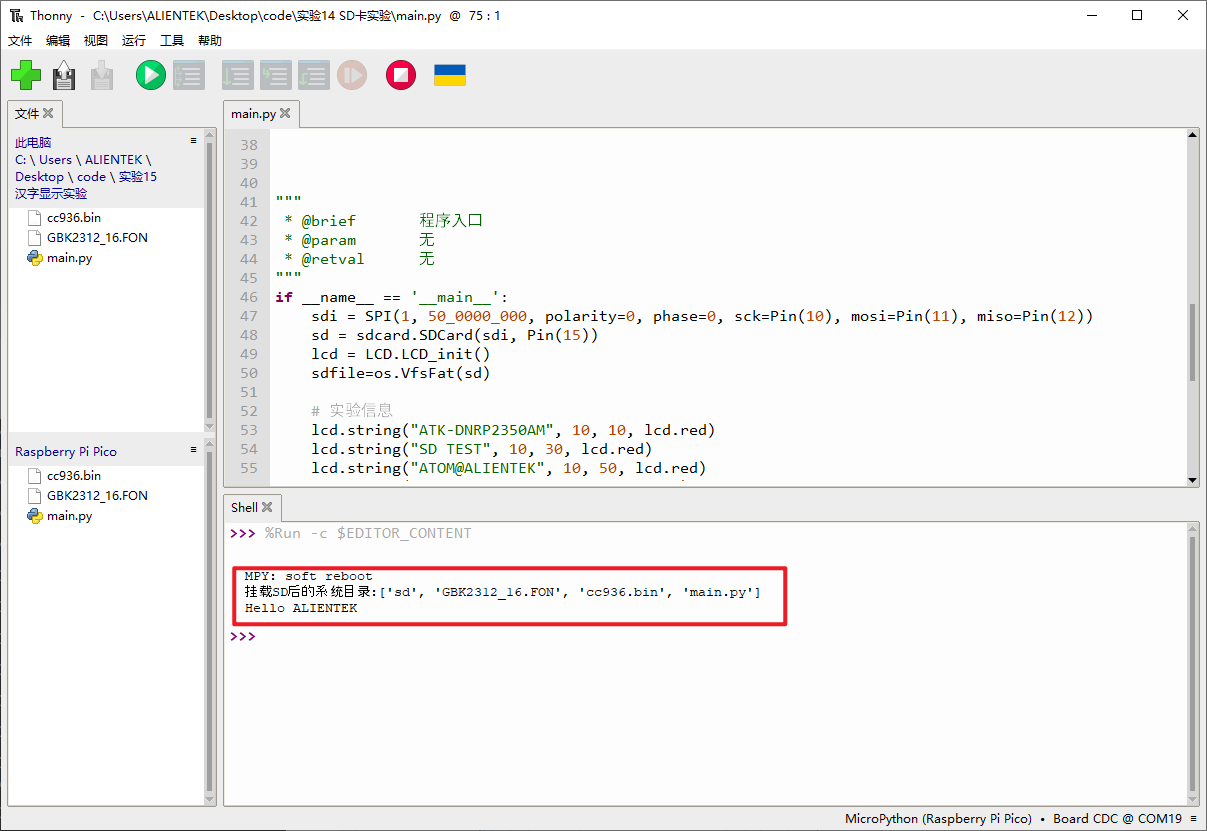 Thonny - C:\Users\ALIENTEK\Desktop\code\实验14 SD卡实验\main.py @ 75 : 1
文件 编辑 视图 运行 工具 帮助
文件
此电脑
C: \ Users \ ALIENTEK \
Desktop \ code \ 实验15
汉字显示实验
cc936.bin
GBK2312_16.FON
main.py
Raspberry Pi Pico
cc936.bin
GBK2312_16.FON
main.py
main.py
38
39
40
41 """
42 * @brief 程序入口
43 * @param 无
44 * @retval 无
45 """
46 if __name__ == '__main__':
47 sdi = SPI(1, 50_0000_000, polarity=0, phase=0, sck=Pin(10), mosi=Pin(11), miso=Pin(12))
48 sd = sdcard.SDCard(sdi, Pin(15))
49 lcd = LCD.LCD_init()
50 sdfile=os.VfsFat(sd)
51
52 # 实验信息
53 lcd.string("ATK-DNRP2350AM", 10, 10, lcd.red)
54 lcd.string("SD TEST", 10, 30, lcd.red)
55 lcd.string("ATOM@ALIENTEK", 10, 50, lcd.red)
Shell
>>> %Run -c $EDITOR_CONTENT
MPY: soft reboot
挂载SD后的系统目录:['sd', 'GBK2312_16.FON', 'cc936.bin', 'main.py']
Hello ALIENTEK
>>>
MicroPython (Raspberry Pi Pico) • Board CDC @ COM19 ≡